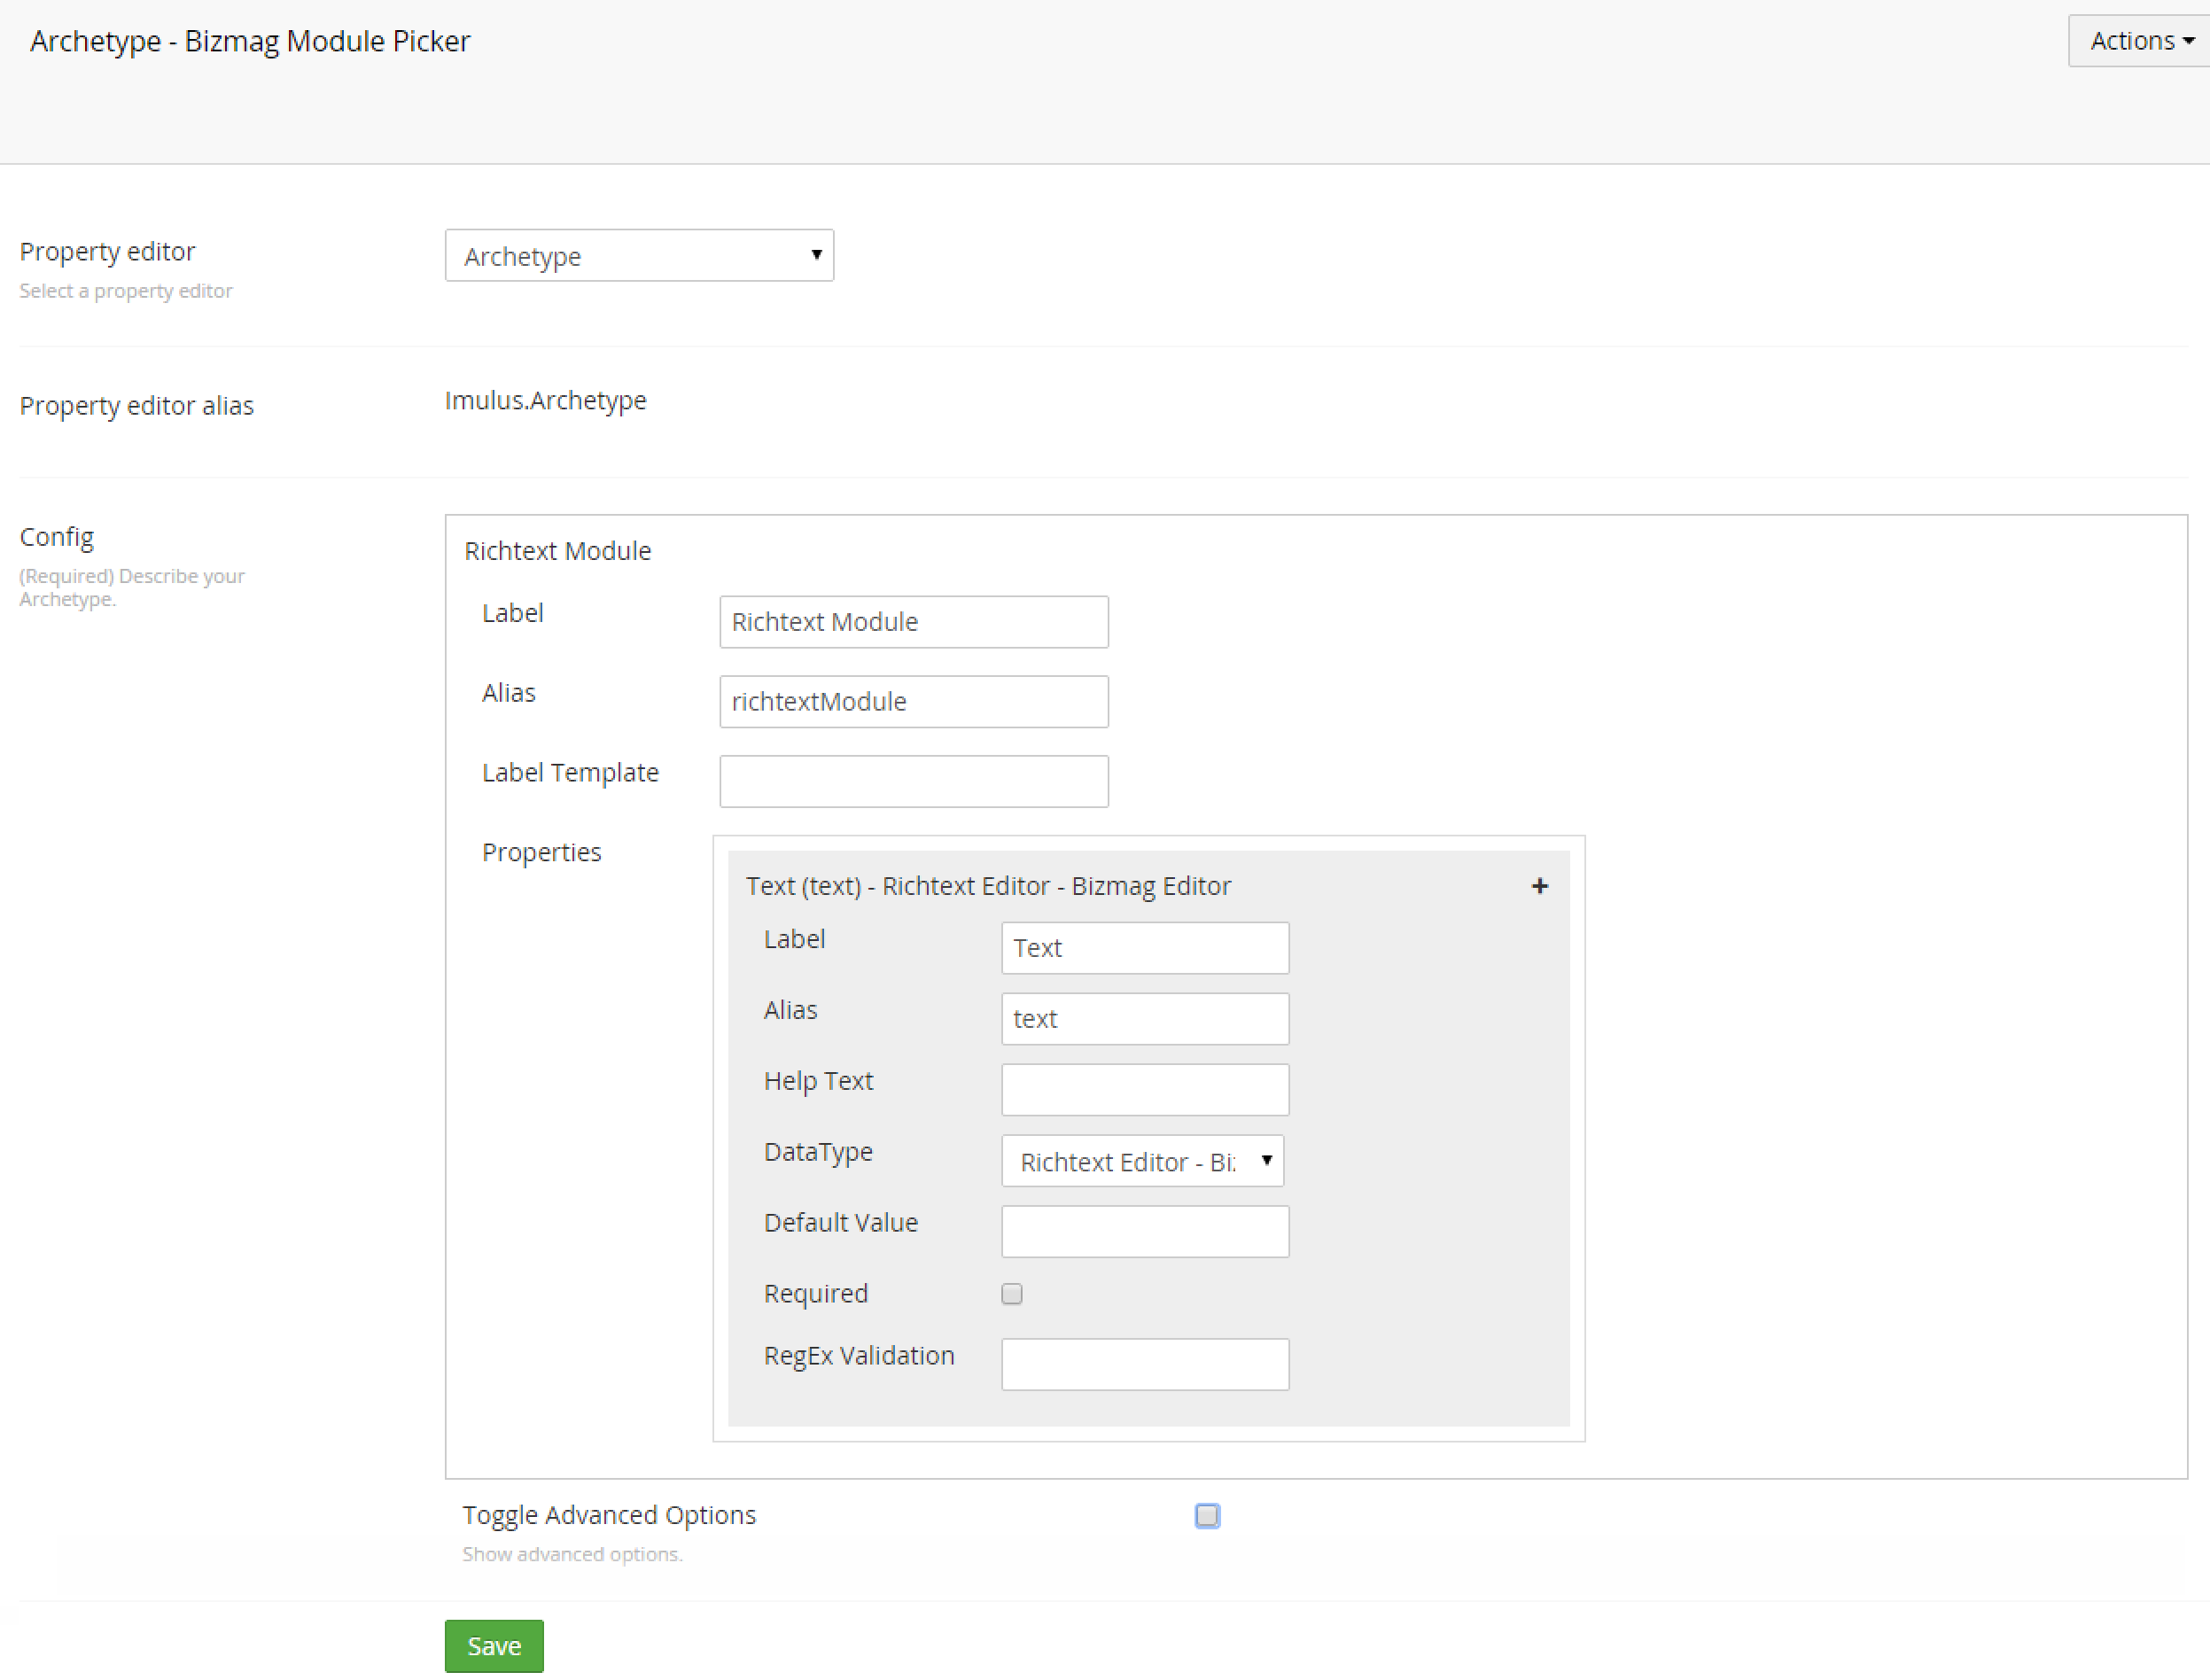 Archetype - Bizmag Module Picker
Actions
Property editor
Archetype
Select a property editor
Property editor alias
Imulus.Archetype
Config
(Required) Describe your
Archetype.
Richtext Module
Label
Richtext Module
Alias
richtextModule
Label Template
Properties
Text (text) - Richtext Editor - Bizmag Editor
+
Label
Text
Alias
text
Help Text
DataType
Richtext Editor - Bi
Default Value
Required
RegEx Validation
Toggle Advanced Options
Show advanced options.
Save